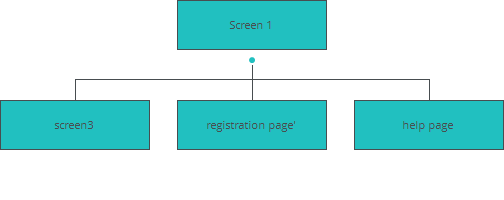 Screen 1
screen3
registration page'
help page